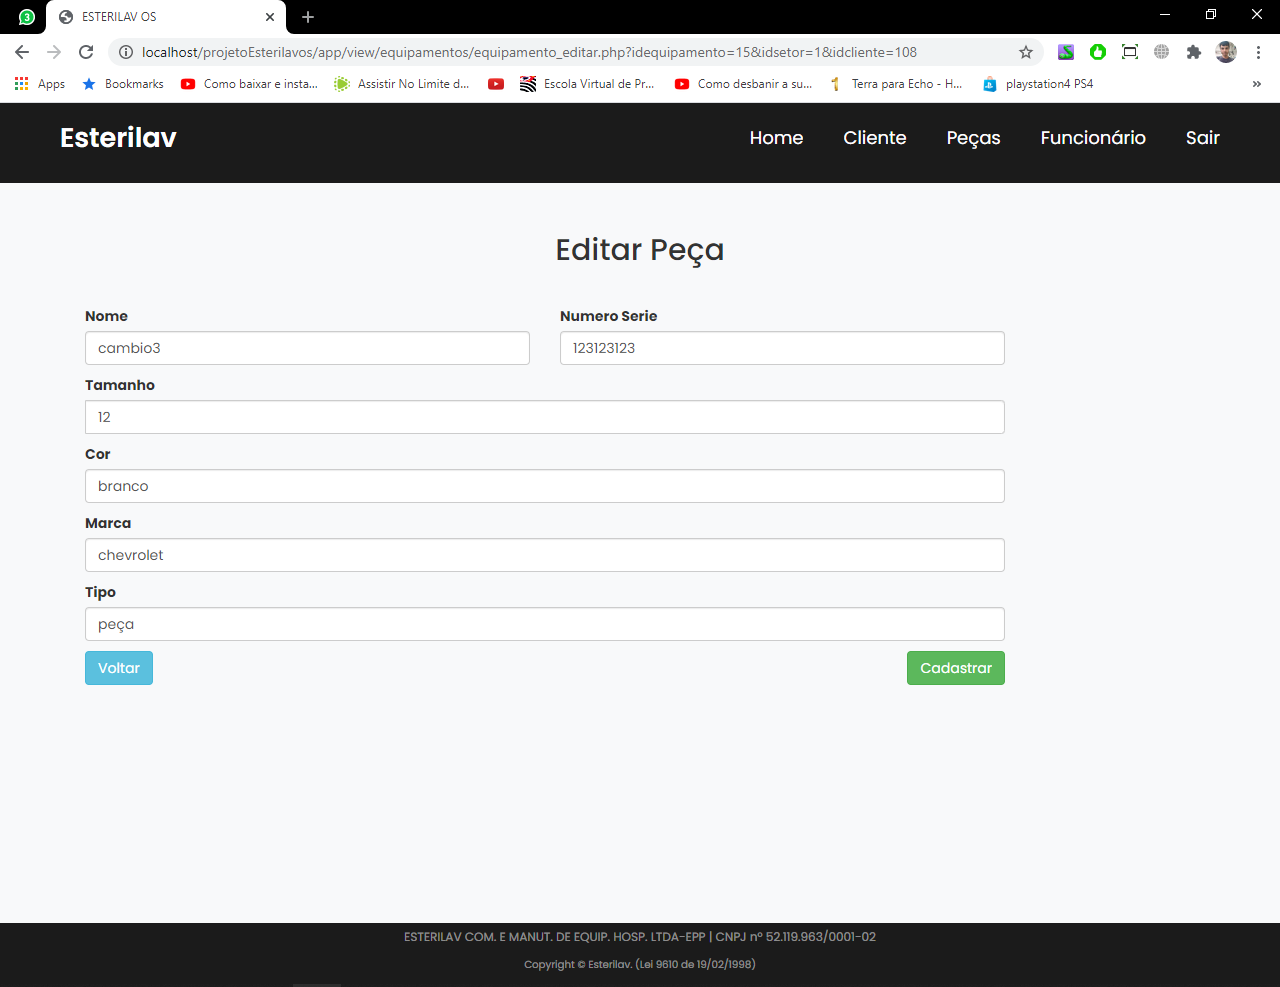 3
ESTERILAV OS
localhost/projetoEsterilavos/app/view/equipamentos/equipamento_editar.php?idequipamento=15&idsetor=1&idcliente=108
Apps Bookmarks Como baixar e insta... Assistir No Limite d... Escola Virtual de Pr... Como desbanir a su... Terra para Echo - H... playstation4 PS4 »
Esterilav Home Cliente Peças Funcionário Sair
Editar Peça
Nome Numero Serie
cambio3 123123123
Tamanho
12
Cor
branco
Marca
chevrolet
Tipo
peça
Voltar Cadastrar
ESTERILAV COM. E MANUT. DE EQUIP. HOSP. LTDA-EPP | CNPJ nº 52.119.963/0001-02
Copyright © Esterilav. (Lei 9610 de 19/02/1998)